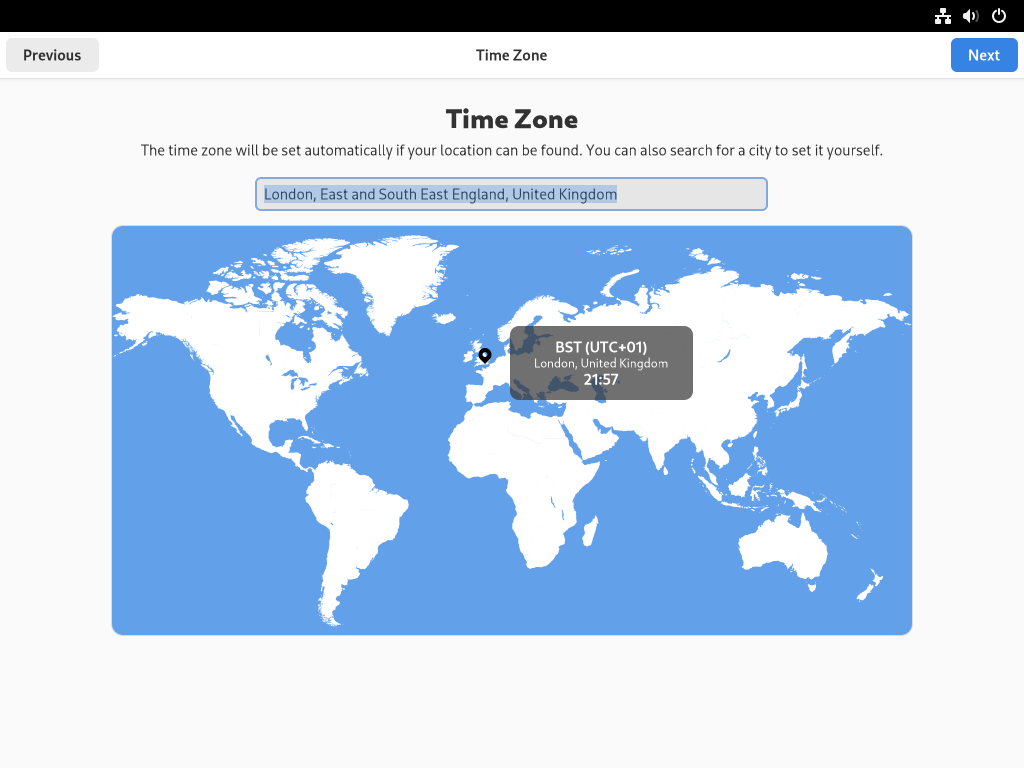 Previous
Time Zone
Next
Time Zone
The time zone will be set automatically if your location can be found. You can also search for a city to set it yourself.
London, East and South East England, United Kingdom
BST (UTC+01)
London, United Kingdom
21:57